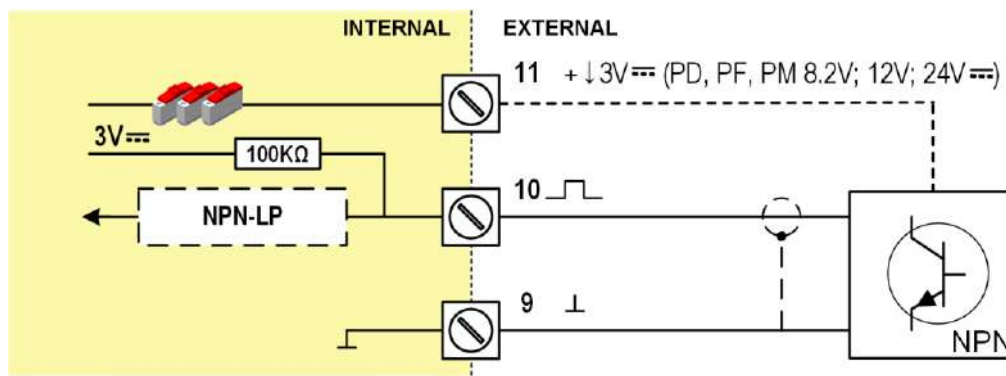 INTERNAL EXTERNAL
11 + ↓ 3V⎓ (PD, PF, PM 8.2V; 12V; 24V⎓)
3V⎓
100KΩ
10
NPN-LP
9 ⊥
NPN